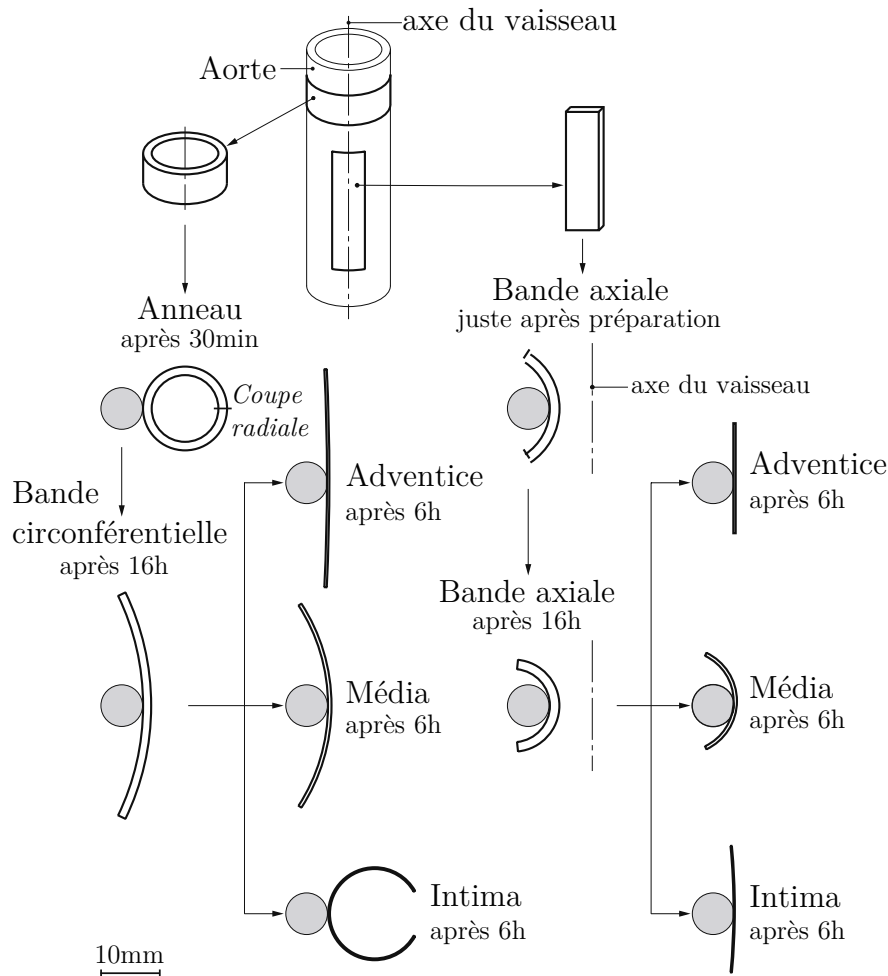 axe du vaisseau
Aorte
Anneau
après 30min
Coupe
radiale
Bande
circonférentielle
après 16h
Adventice
après 6h
Média
après 6h
Intima
après 6h
10mm
Bande axiale
juste après préparation
axe du vaisseau
Bande axiale
après 16h
Adventice
après 6h
Média
après 6h
Intima
après 6h